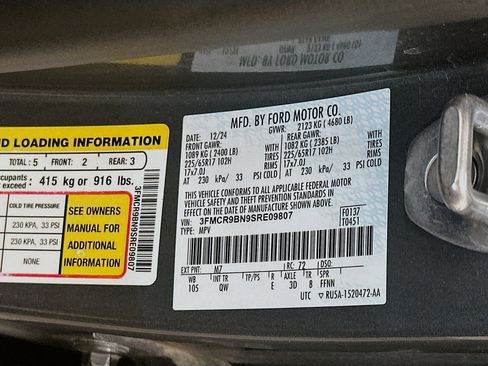 ND LOADING INFORMATION
TOTAL : 5 FRONT: 2 REAR: 3
cupants
exceed : 415 kg or 916 lbs.
COLD TIRE PRESSURE
230 KPA, 33 PSI
230 KPA, 33 PSI
NONE
SEE OWNERS
MANUAL FOR
ADDITIONAL
INFORMATION
3FMCR9BN9SRE09807
MFD. BY FORD MOTOR CO.
12/24 GVWR: 2123 KG ( 4680 LB)
FRONT GAWR: REAR GAWR:
1089 KG ( 2400 LB) WITH 1082 KG ( 2385 LB) WITH
225/65R17 102H TIRES 225/65R17 102H TIRES
17x7.0J RIMS 17x7.0J RIMS
AT 230 kPa/ 33 PSI COLD AT 230 kPa/ 33 PSI COLD
THIS VEHICLE CONFORMS TO ALL APPLICABLE FEDERAL MOTOR
VEHICLE SAFETY AND THEFT PREVENTION STANDARDS IN
EFFECT ON THE DATE OF MANUFACTURE SHOWN ABOVE.
VIN: 3FMCR9BN9SRE09807 F0137
TYPE: MPV T0451
EXT PNT: M7 RC: 72 DSO:
WB INT TR TP/PS R E TR SP
105 QW 3D 8 FFNN
UTC RU5A-1520472-AA